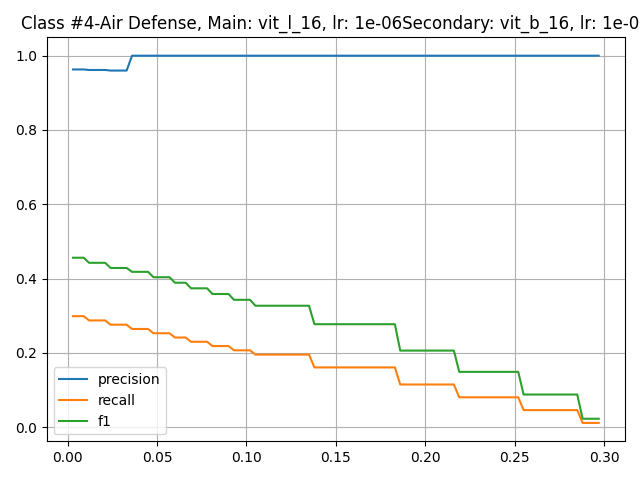 Class #4-Air Defense, Main: vit_l_16, lr: 1e-06Secondary: vit_b_16, lr: 1e-0
1.0
0.8
0.6
0.4
0.2
0.0
precision
recall
f1
0.00 0.05 0.10 0.15 0.20 0.25 0.30